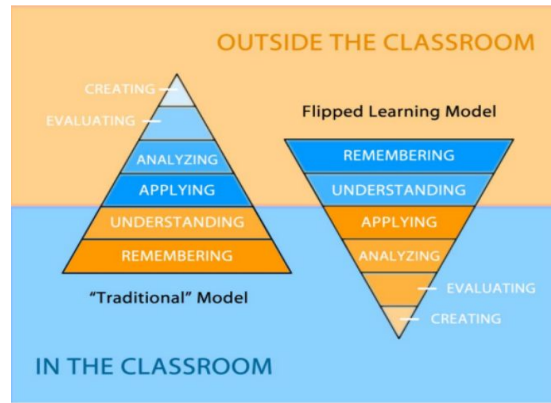 OUTSIDE THE CLASSROOM
CREATING
EVALUATING
ANALYZING
APPLYING
UNDERSTANDING
REMEMBERING
"Traditional" Model
Flipped Learning Model
REMEMBERING
UNDERSTANDING
APPLYING
ANALYZING
EVALUATING
CREATING
IN THE CLASSROOM